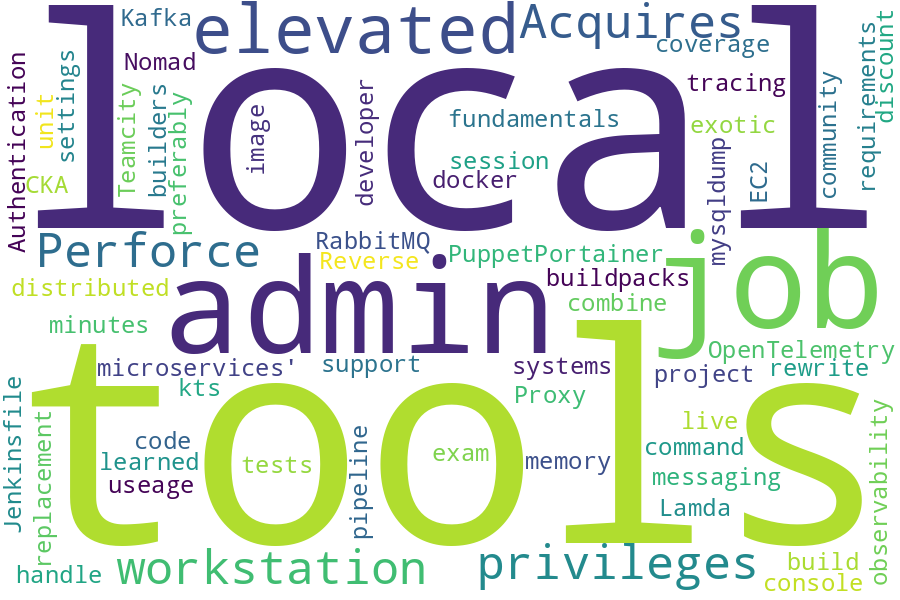 Kafka
elevated
Acquires
coverage
local
Nomad
tracing
Authentication
unit
settings
Teamcity
builders
preferably
image
developer
fundamentals
exotic
community
requirements
discount
session
docker
CKA
mysqldump
EC2
Perforce
RabbitMQ
Reverse
PuppetPortainer
buildpacks
job
distributed
admin
combine
minutes
OpenTelemetry
microservices'
support
systems
project
rewrite
kts
Proxy
tools
Jenkinsfile
replacement
code
learned
useage
tests
pipeline
exam
memory
live
command
messaging
Lamda
observability
handle
workstation
privileges
build
console